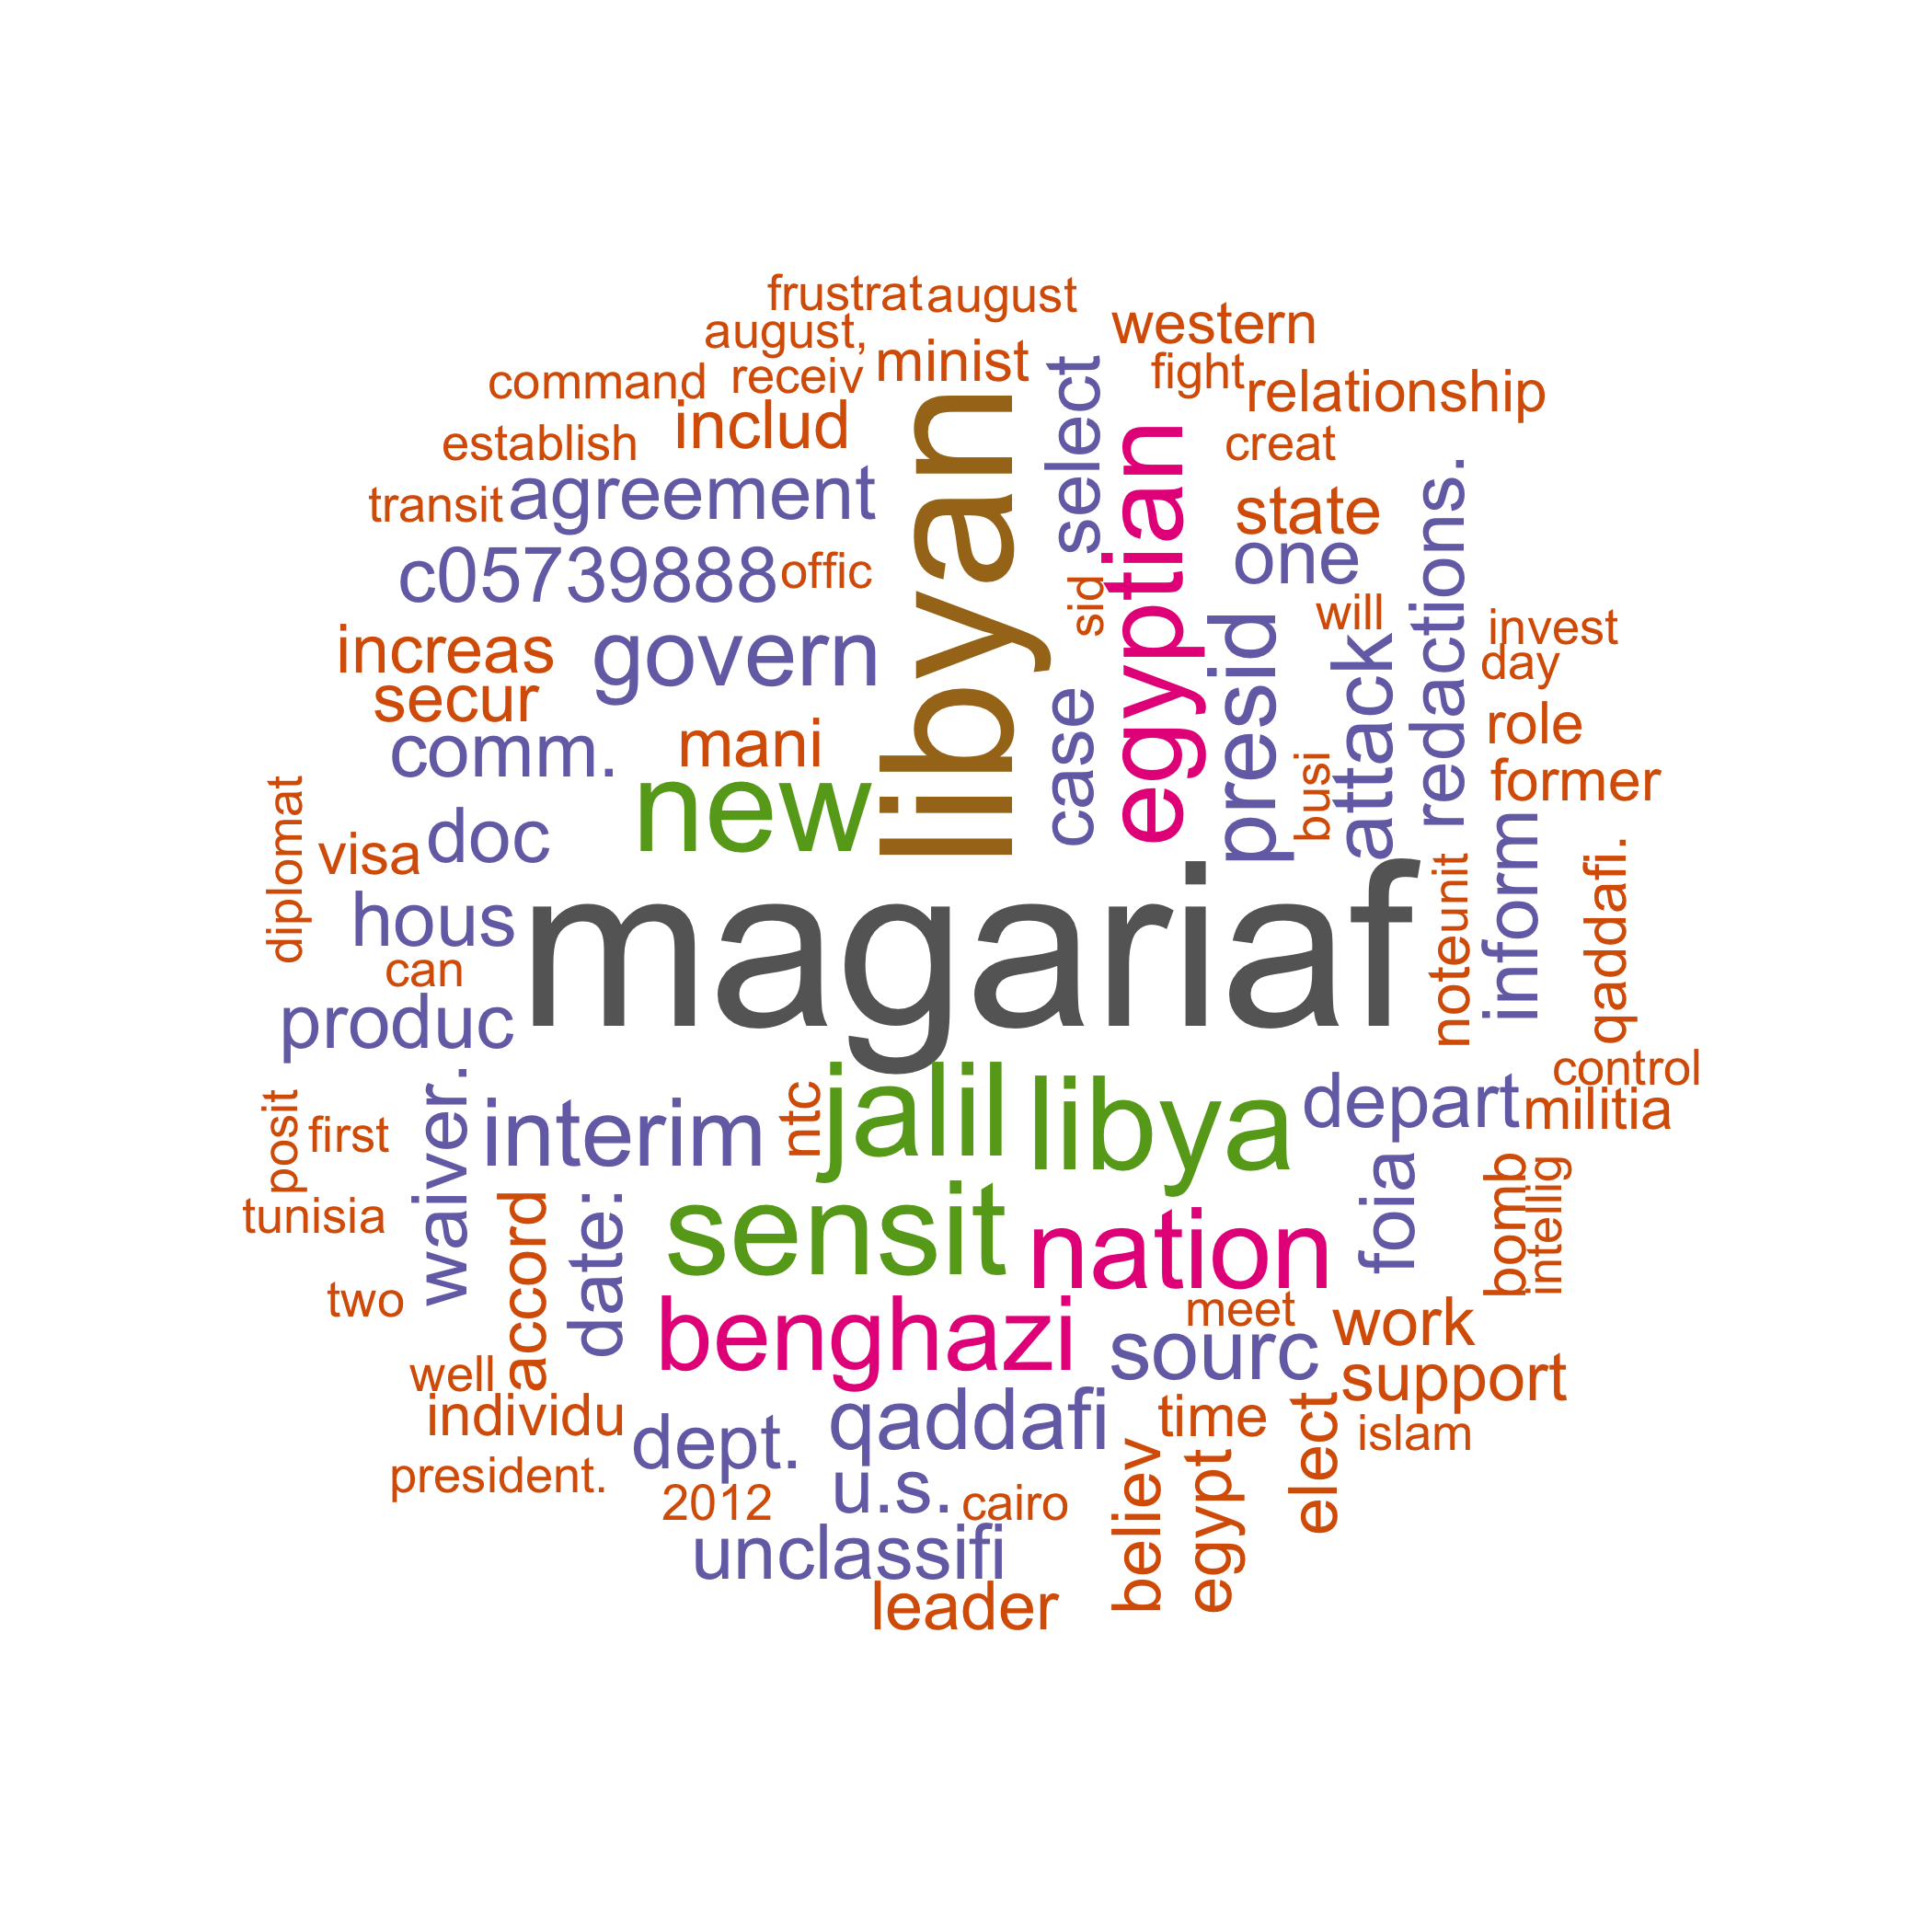 frustrat august
august, western
minist
command receiv fight
relationship
select
includ
establish creat
libyan
egyptian
transit agreement state
redactions.
c05739888 offic one
sid
will
invest
increas govern presid day
secur attack
case role
comm. mani
new former
busi
diplomat
visa doc
inform
hous magariaf noteunit
qaddafi.
can
produc
control
waiver. interim ntc jalil libya depart militia
posit first
foia
bomb
intellig
tunisia accord date: sensit nation
two benghazi meet work
sourc
well support
individu qaddafi time elect islam
dept.
president. u.s. believ egypt
2012 cairo
unclassifi
leader